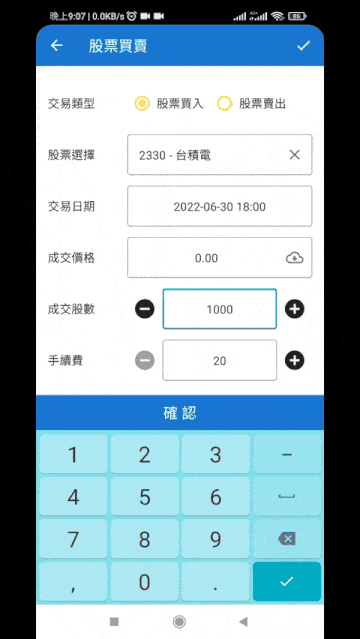 晚上9:07 | 0.0KB/s 85
股票買賣
交易類型 股票買入 股票賣出
股票選擇 2330 - 台積電
交易日期 2022-06-30 18:00
成交價格 0.00
成交股數 1000
手續費 20
確認
1 2 3 –
4 5 6
7 8 9
, 0 .